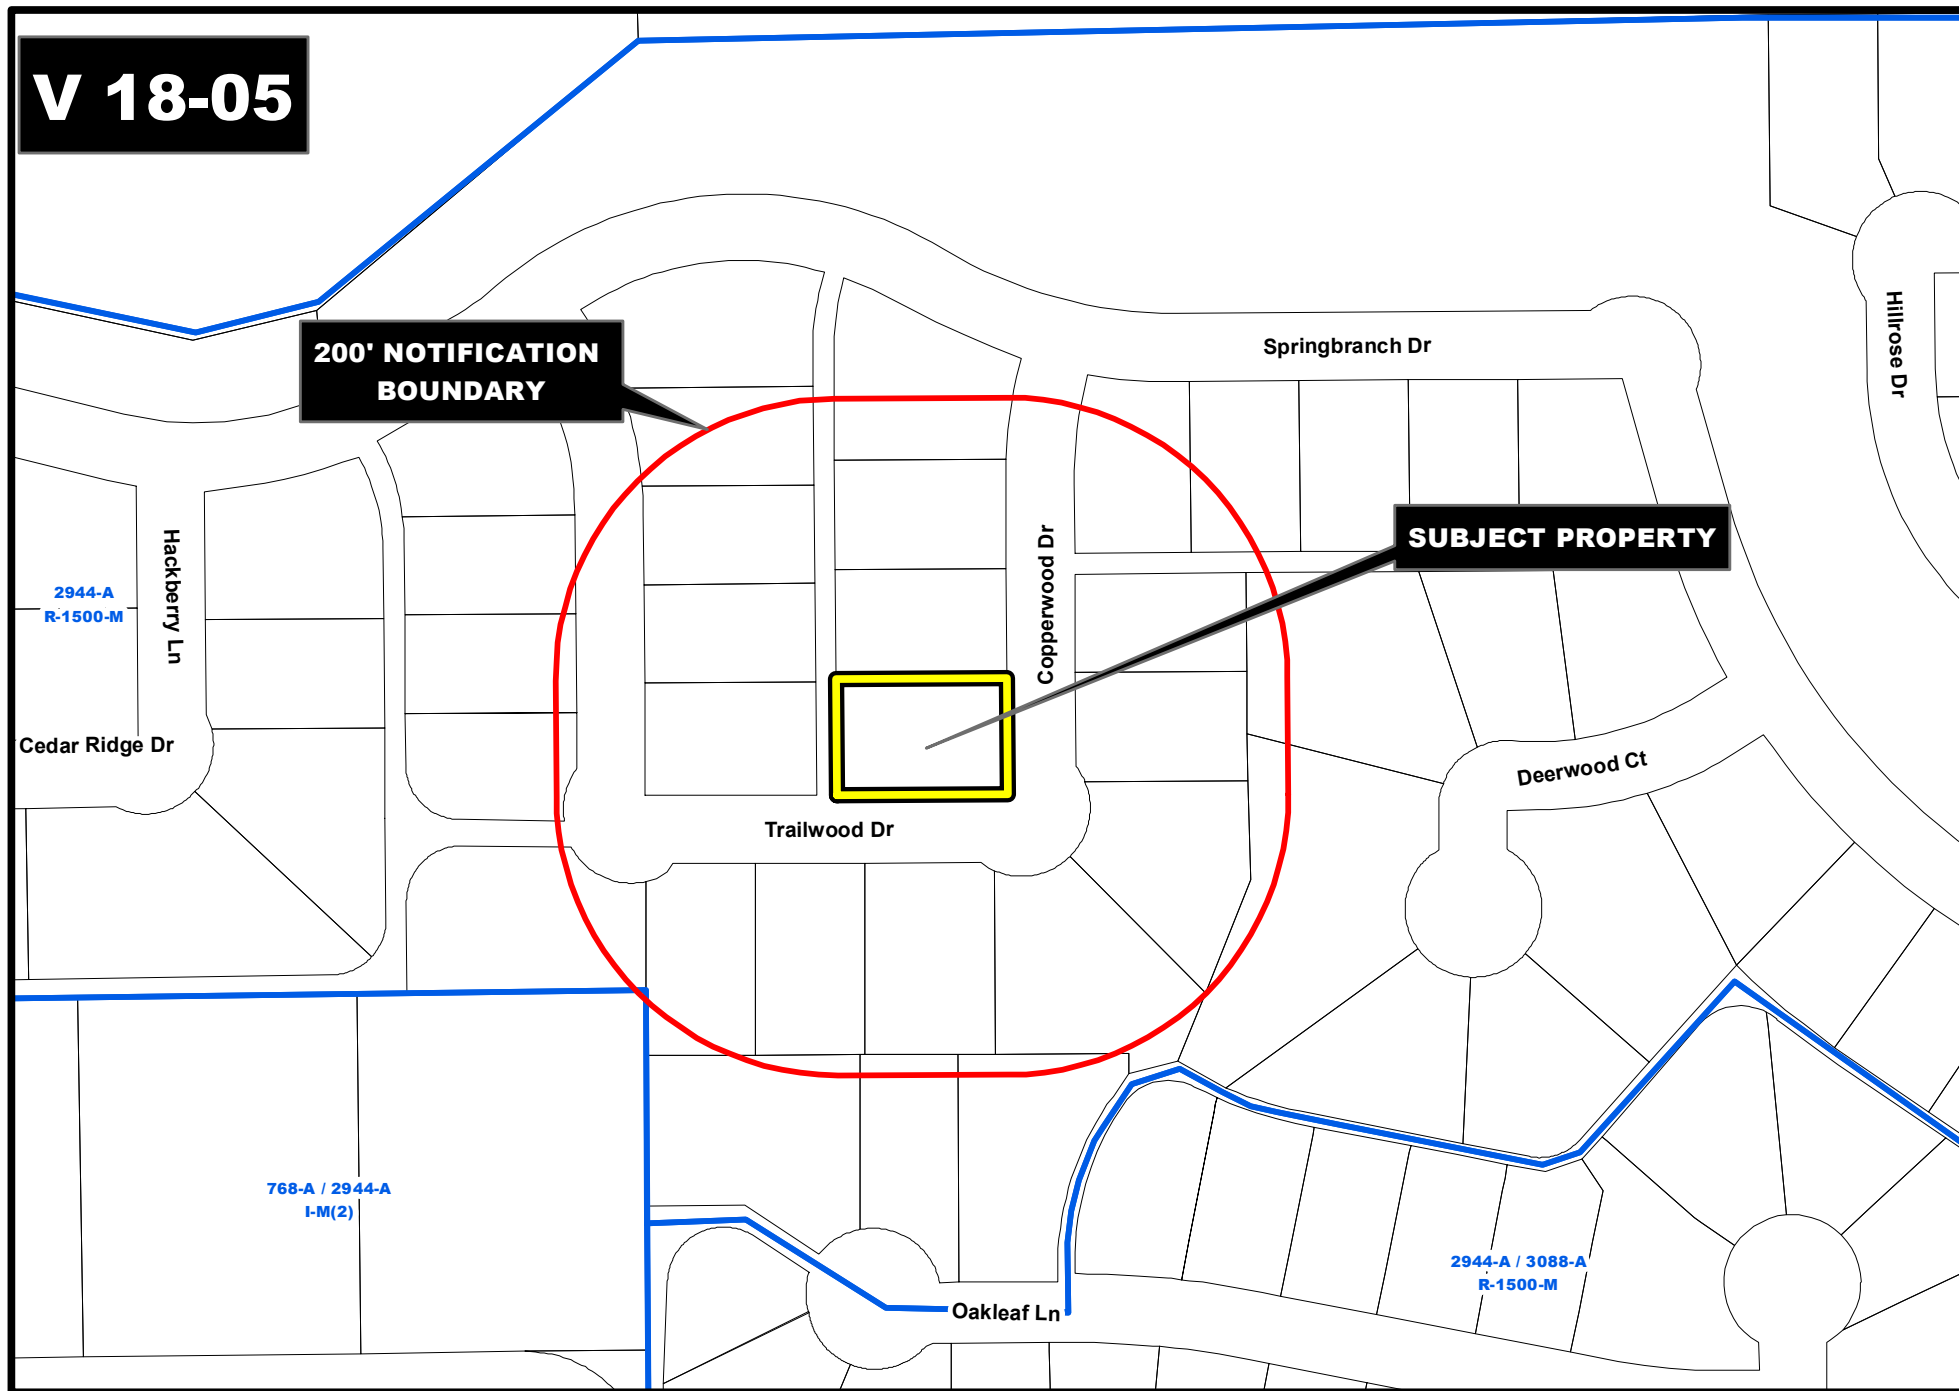 V 18-05
200' NOTIFICATION
BOUNDARY
Springbranch Dr
Hillrose Dr
SUBJECT PROPERTY
Copperwood Dr
Hackberry Ln
2944-A
R-1500-M
Cedar Ridge Dr
Deerwood Ct
Trailwood Dr
768-A / 2944-A
I-M(2)
2944-A / 3088-A
R-1500-M
Oakleaf Ln